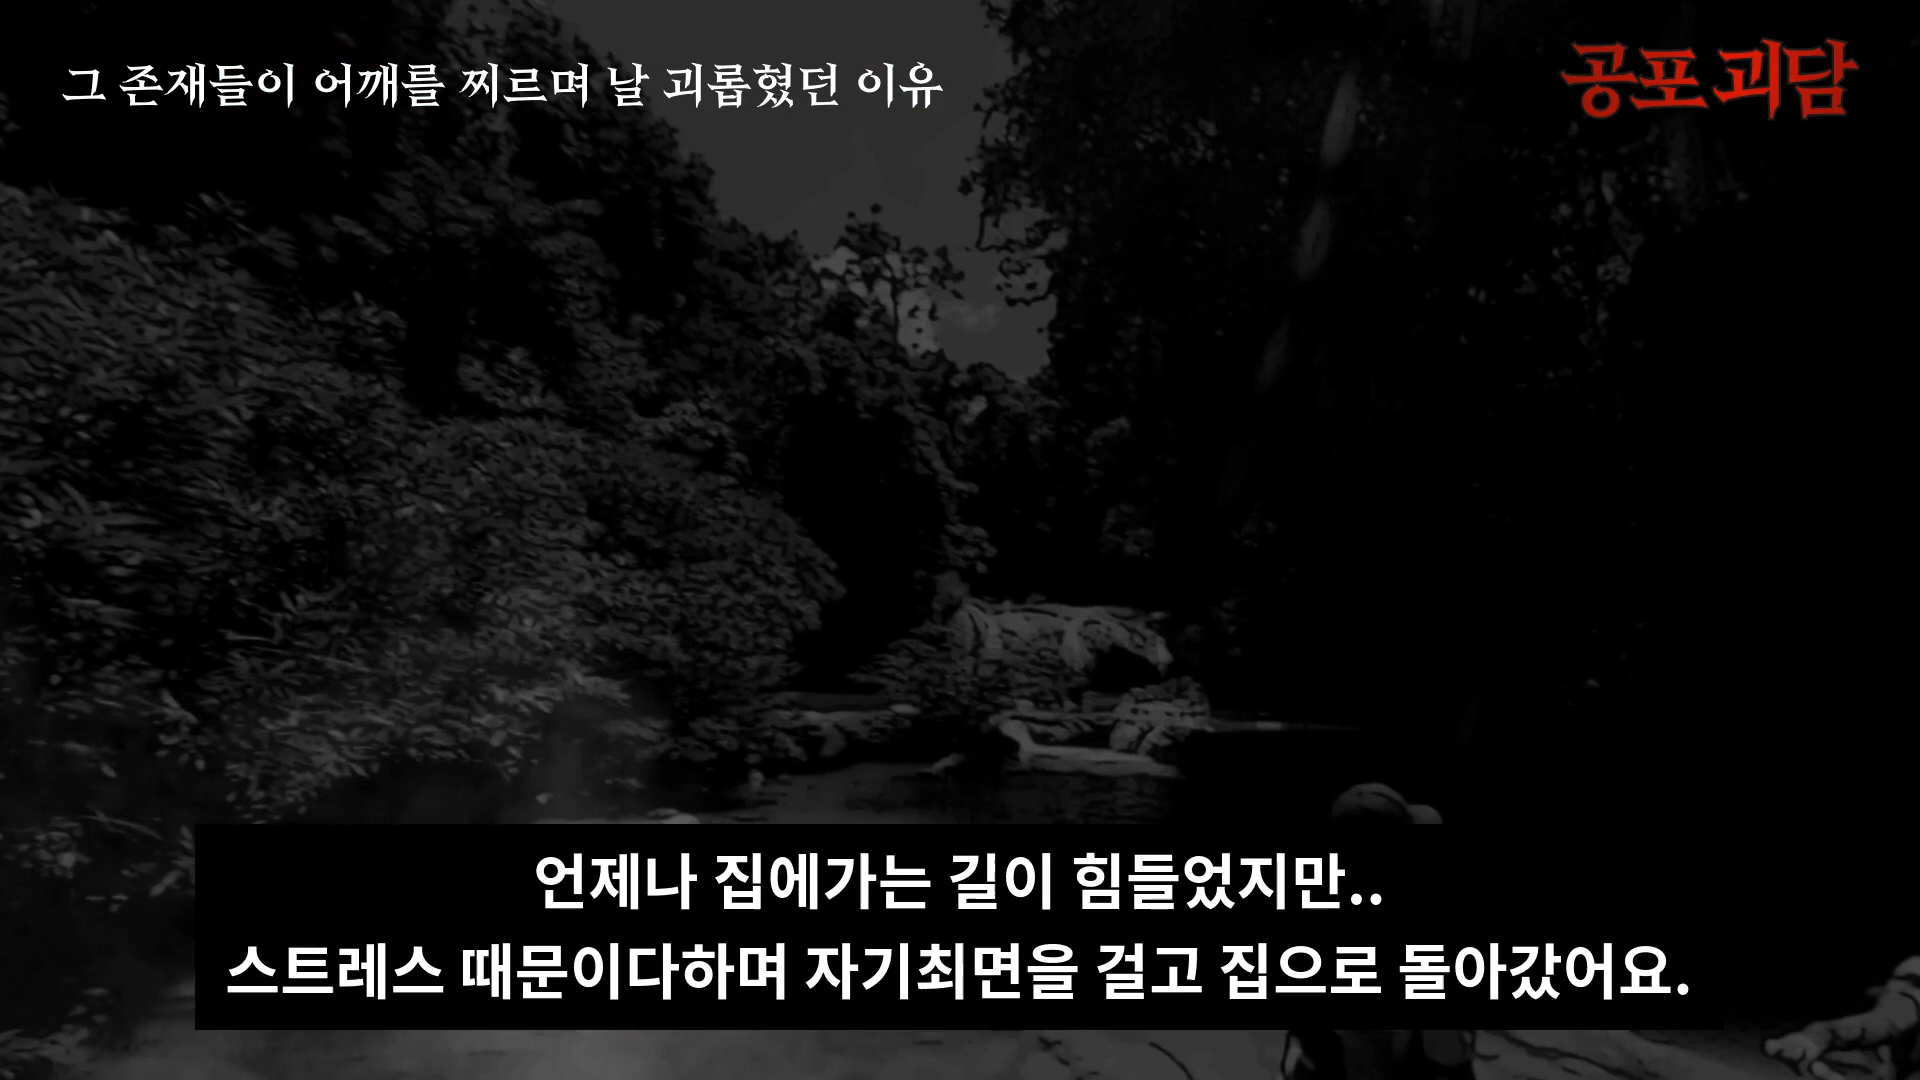 그 존재들이 어깨를 찌르며 날 괴롭혔던 이유
공포괴담
언제나 집에가는 길이 힘들었지만..
스트레스 때문이다하며 자기최면을 걸고 집으로 돌아갔어요.